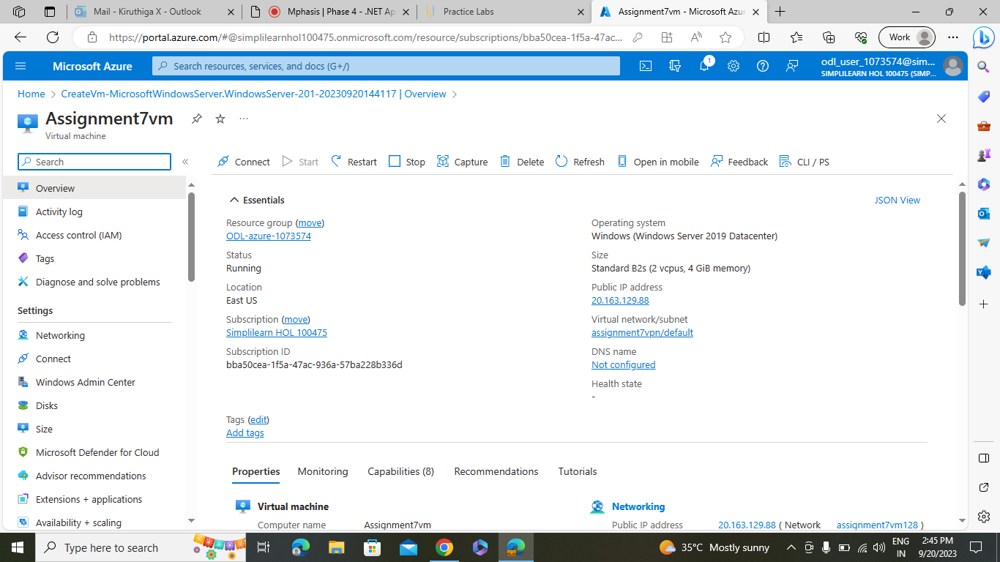 Mail - Kiruthiga X - Outlook
Mphasis | Phase 4 - .NET Ap
Practice Labs
Assignment7vm - Microsoft Azur
https://portal.azure.com/#@simplilearnhol100475.onmicrosoft.com/resource/subscriptions/bba50cea-1f5a-47ac...
Work
Microsoft Azure
Search resources, services, and docs (G+/)
1
odl_user_1073574@sim...
SIMPLILEARN HOL 100475 (SIMP...
Home > CreateVm-MicrosoftWindowsServer.WindowsServer-201-20230920144117 | Overview >
Assignment7vm
Virtual machine
Search
Connect Start Restart Stop Capture Delete Refresh Open in mobile Feedback CLI / PS
Overview
Activity log
Access control (IAM)
Tags
Diagnose and solve problems
Settings
Networking
Connect
Windows Admin Center
Disks
Size
Microsoft Defender for Cloud
Advisor recommendations
Extensions + applications
Availability + scaling
Essentials
JSON View
Resource group (move)
ODL-azure-1073574
Status
Running
Location
East US
Subscription (move)
Simplilearn HOL 100475
Subscription ID
bba50cea-1f5a-47ac-936a-57ba228b336d
Operating system
Windows (Windows Server 2019 Datacenter)
Size
Standard B2s (2 vcpus, 4 GiB memory)
Public IP address
20.163.129.88
Virtual network/subnet
assignment7vpn/default
DNS name
Not configured
Health state
-
Tags (edit)
Add tags
Properties Monitoring Capabilities (8) Recommendations Tutorials
Virtual machine
Computer name Assignment7vm
Networking
Public IP address 20.163.129.88 ( Network assignment7vm128 )
Type here to search
35°C Mostly sunny
ENG
IN
2:45 PM
9/20/2023